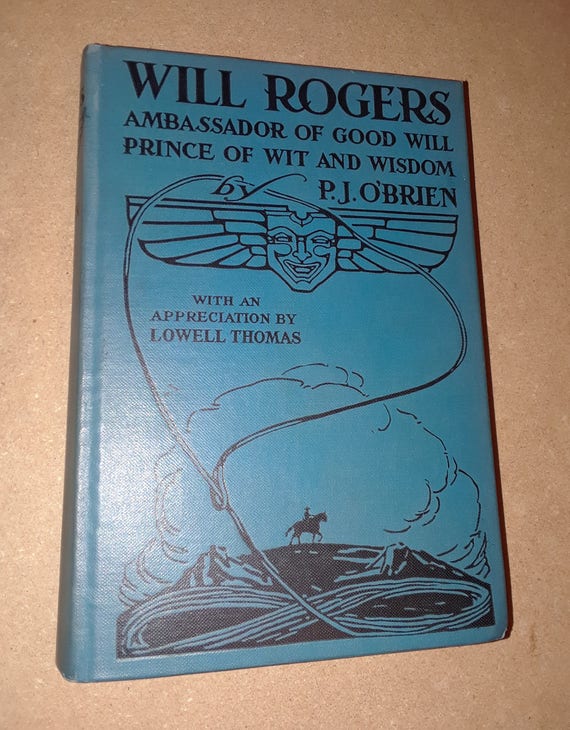 WILL ROGERS
AMBASSADOR OF GOOD WILL
PRINCE OF WIT AND WISDOM
by P.J. O'BRIEN
WITH AN
APPRECIATION BY
LOWELL THOMAS